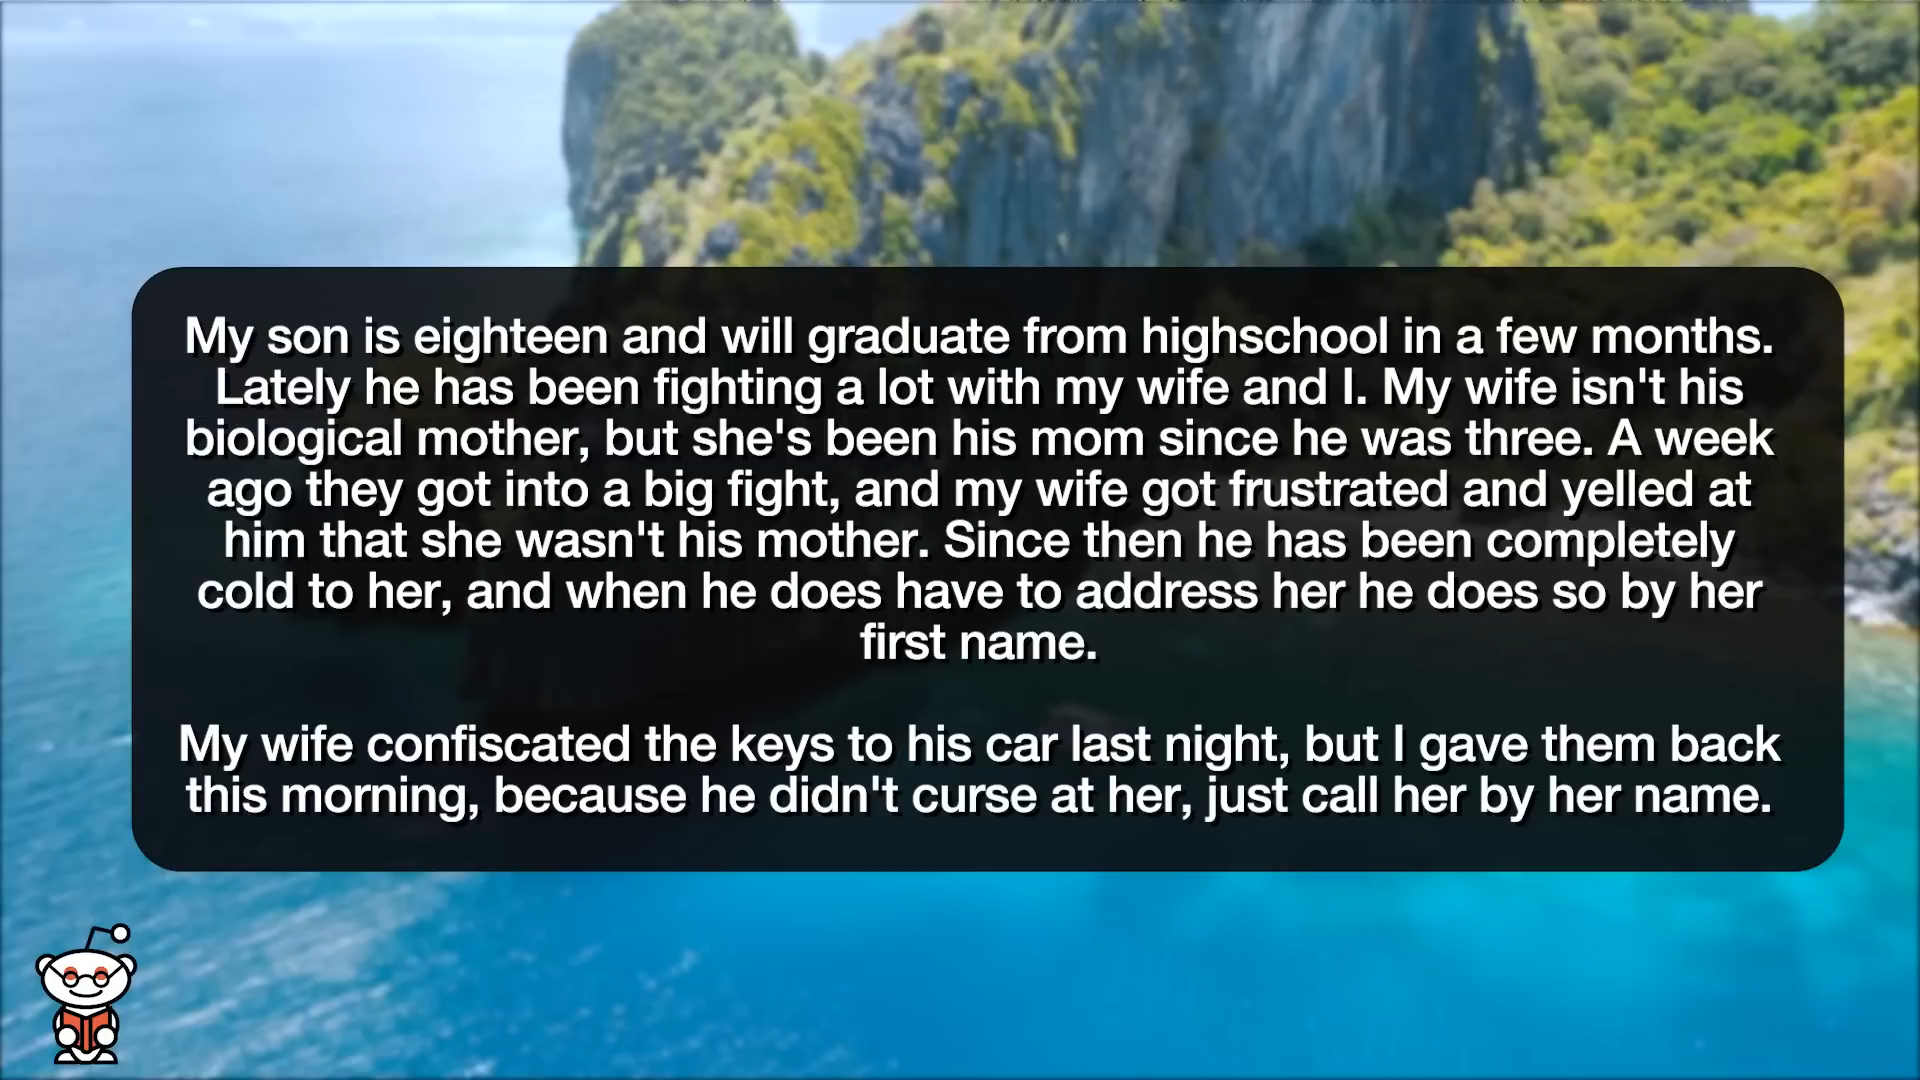 My son is eighteen and will graduate from highschool in a few months.
Lately he has been fighting a lot with my wife and I. My wife isn't his
biological mother, but she's been his mom since he was three. A week
ago they got into a big fight, and my wife got frustrated and yelled at
him that she wasn't his mother. Since then he has been completely
cold to her, and when he does have to address her he does so by her
first name.
My wife confiscated the keys to his car last night, but I gave them back
this morning, because he didn't curse at her, just call her by her name.